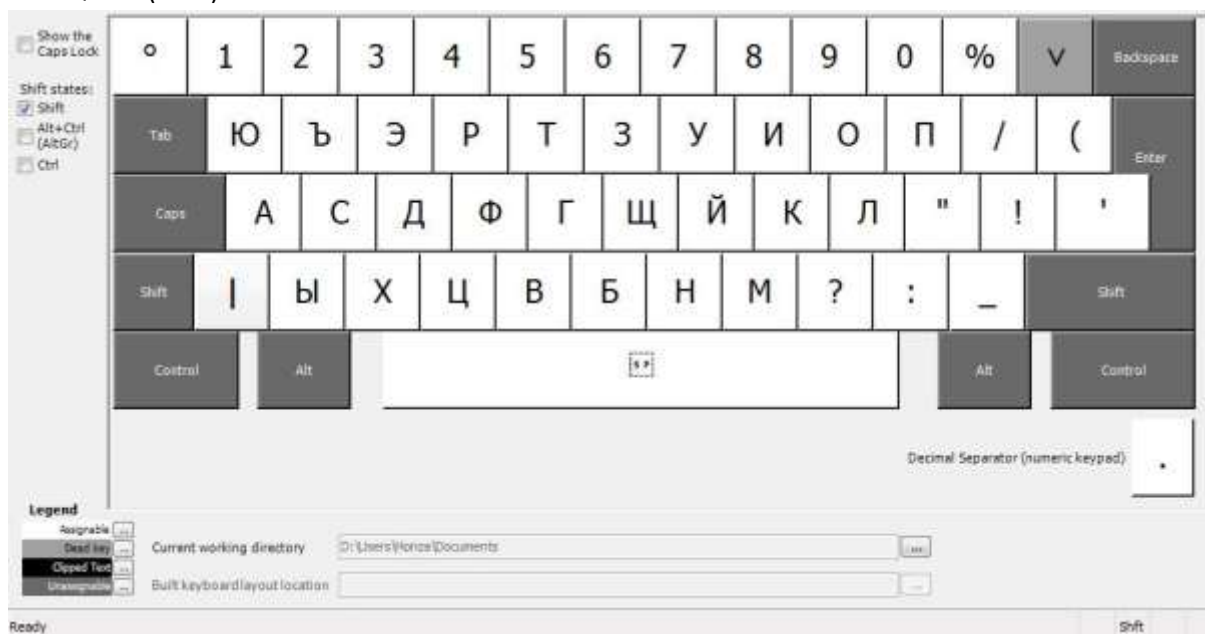 Show the
Caps Lock
° 1 2 3 4 5 6 7 8 9 0 % ˅ Backspace
Shift states:
Shift
Alt+Ctrl
(AltGr)
Ctrl
Tab Ю Ъ Э Р Т З У И О П / ( Enter
Caps А С Д Ф Г Щ Й К Л " ! '
Shift | Ы Х Ц В Б Н М ? : _ Shift
Control Alt SP Alt Control
Decimal Separator (numeric keypad) .
Legend
Assignable ...
Dead key ... Current working directory D:\Users\Honza\Documents ...
Clipped Text ...
Unassignable ... Built keyboard layout location ...
Ready Shft